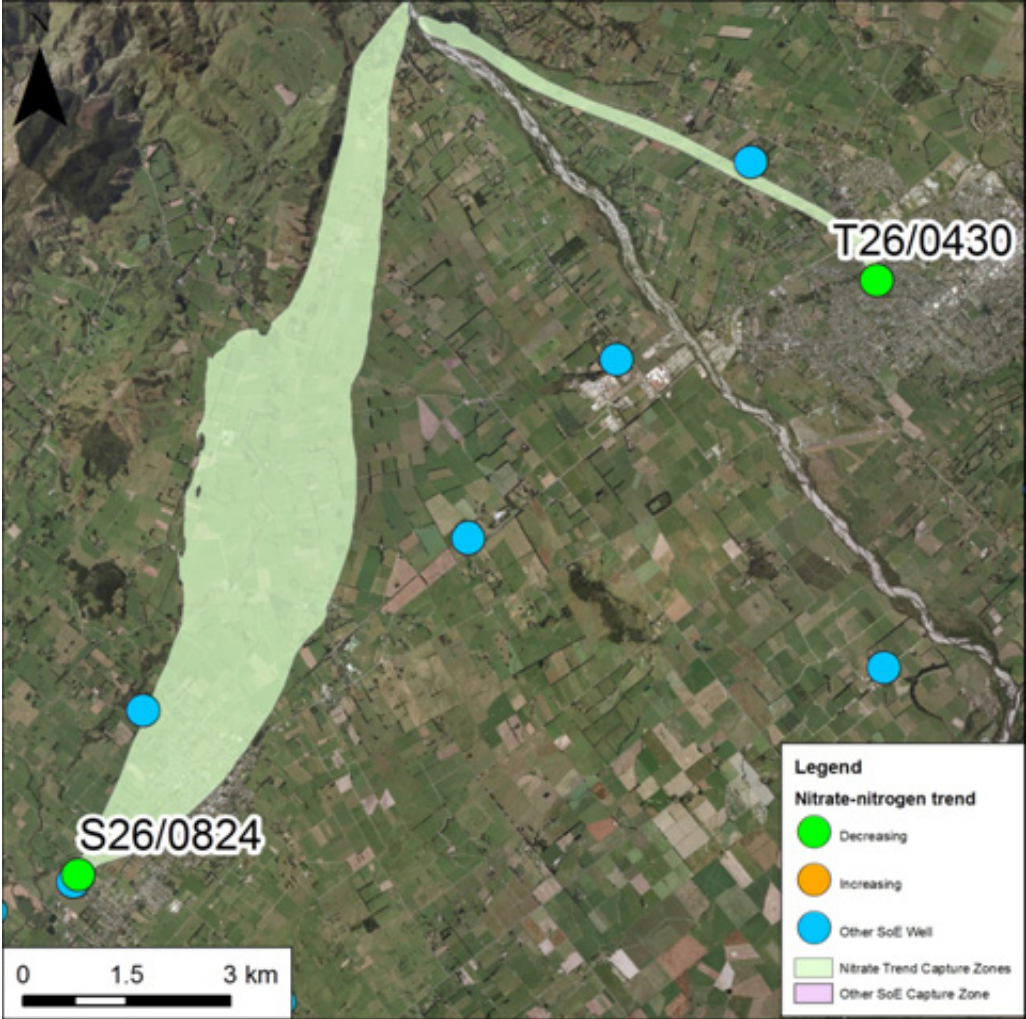 N
T26/0430
S26/0824
Legend
Nitrate-nitrogen trend
Decreasing
Increasing
Other SoE Well
Nitrate Trend Capture Zones
Other SoE Capture Zone
0 1.5 3 km